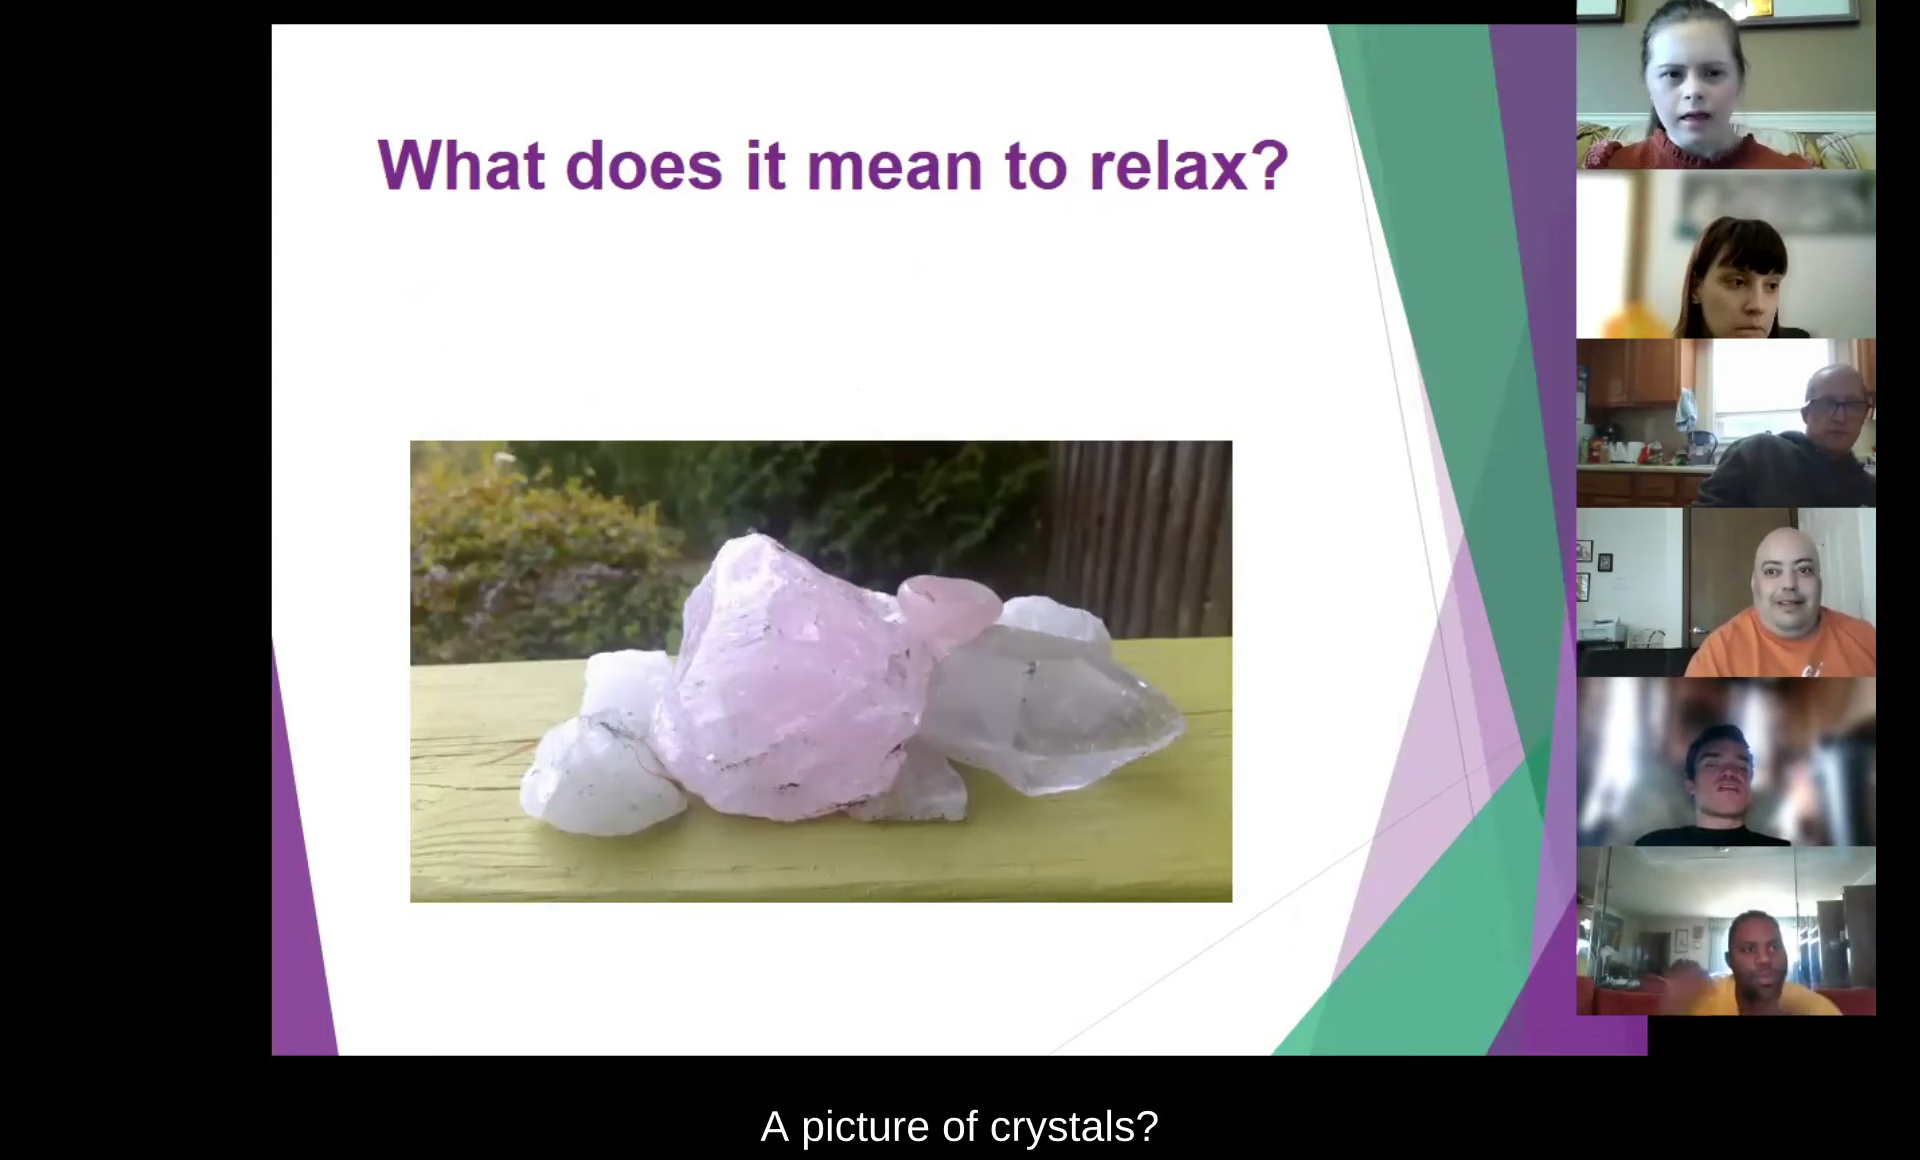 What does it mean to relax?
A picture of crystals?